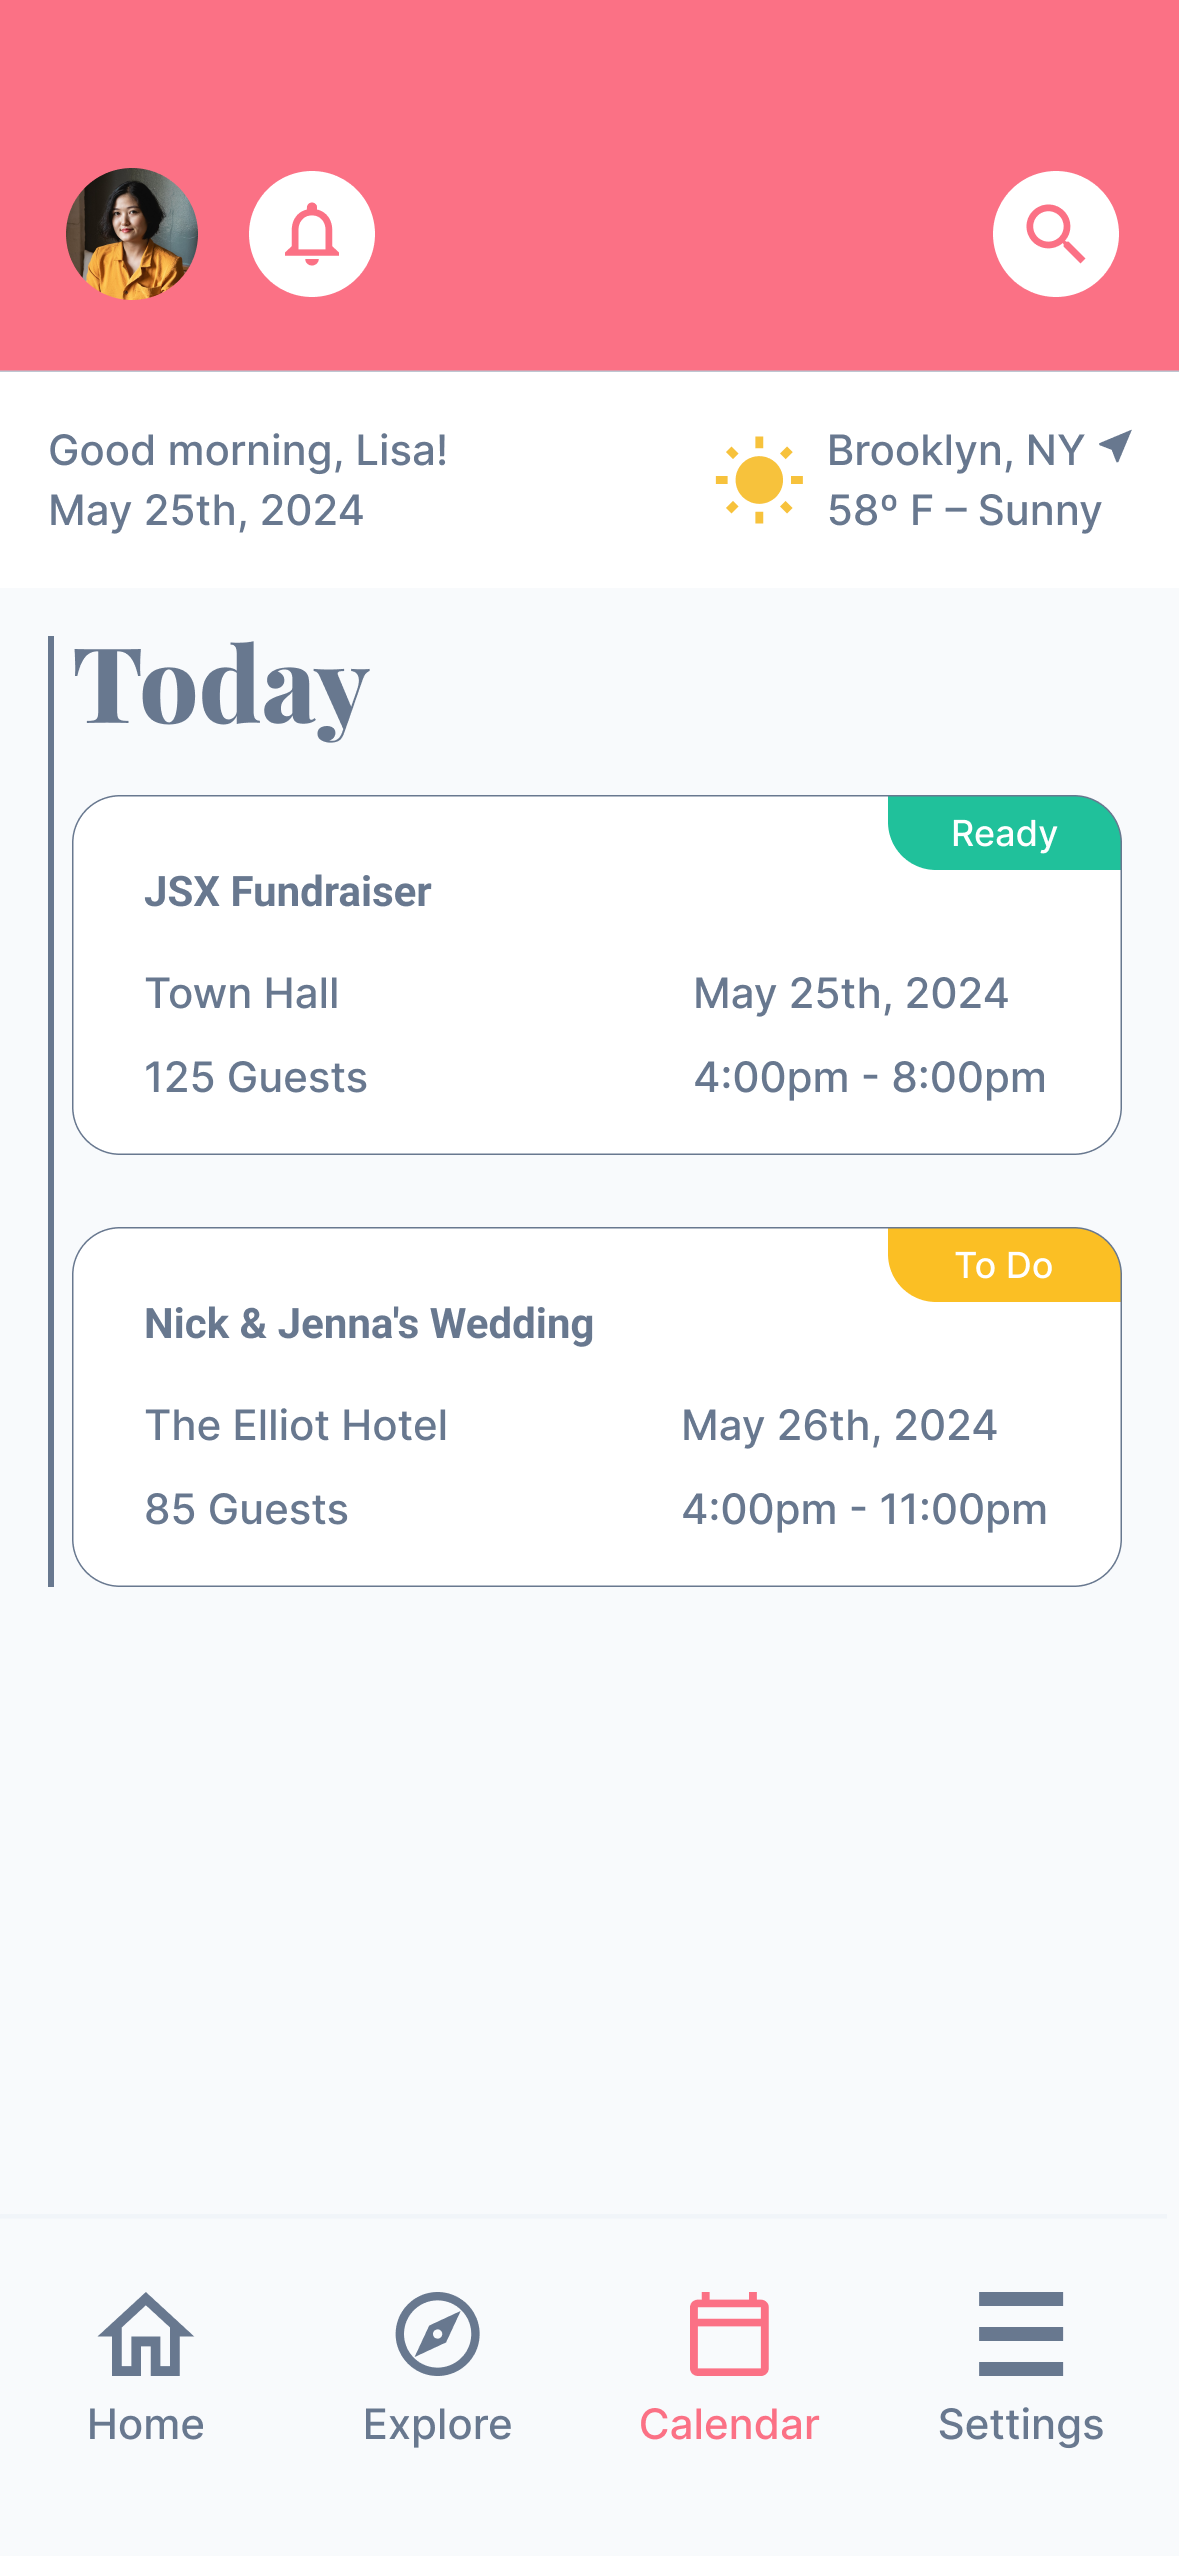 Good morning, Lisa!
May 25th, 2024
Brooklyn, NY
58º F – Sunny
Today
Ready
JSX Fundraiser
Town Hall
May 25th, 2024
125 Guests
4:00pm - 8:00pm
To Do
Nick & Jenna's Wedding
The Elliot Hotel
May 26th, 2024
85 Guests
4:00pm - 11:00pm
Home
Explore
Calendar
Settings